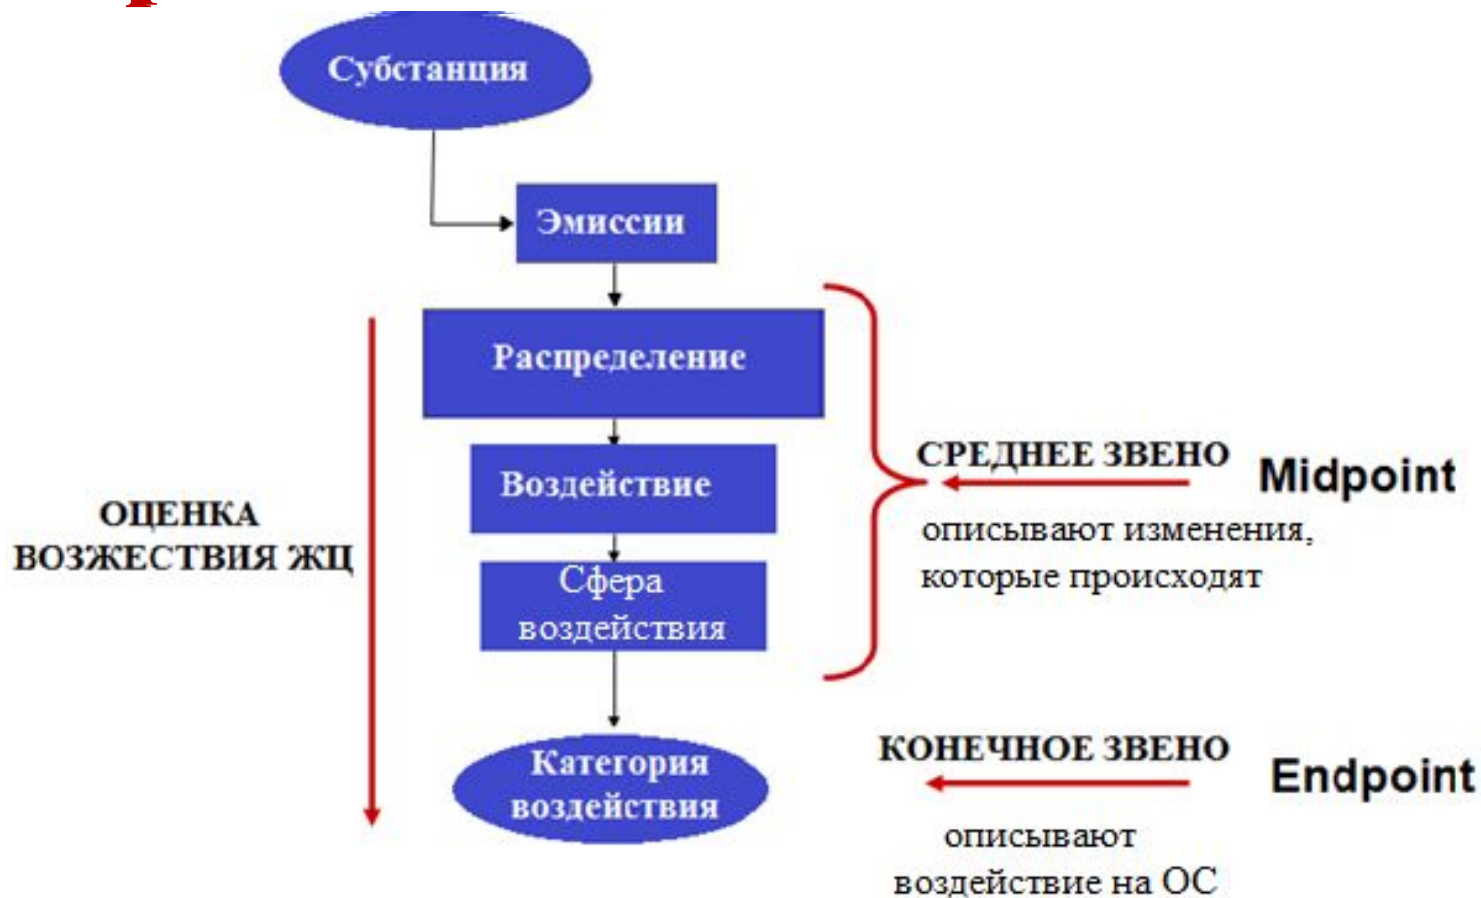 Субстанция
Эмиссии
Распределение
Воздействие
Сфера
воздействия
Категория
воздействия
ОЦЕНКА
ВОЗЖЕСТВИЯ ЖЦ
СРЕДНЕЕ ЗВЕНО
Midpoint
описывают изменения,
которые происходят
КОНЕЧНОЕ ЗВЕНО
Endpoint
описывают
воздействие на ОС